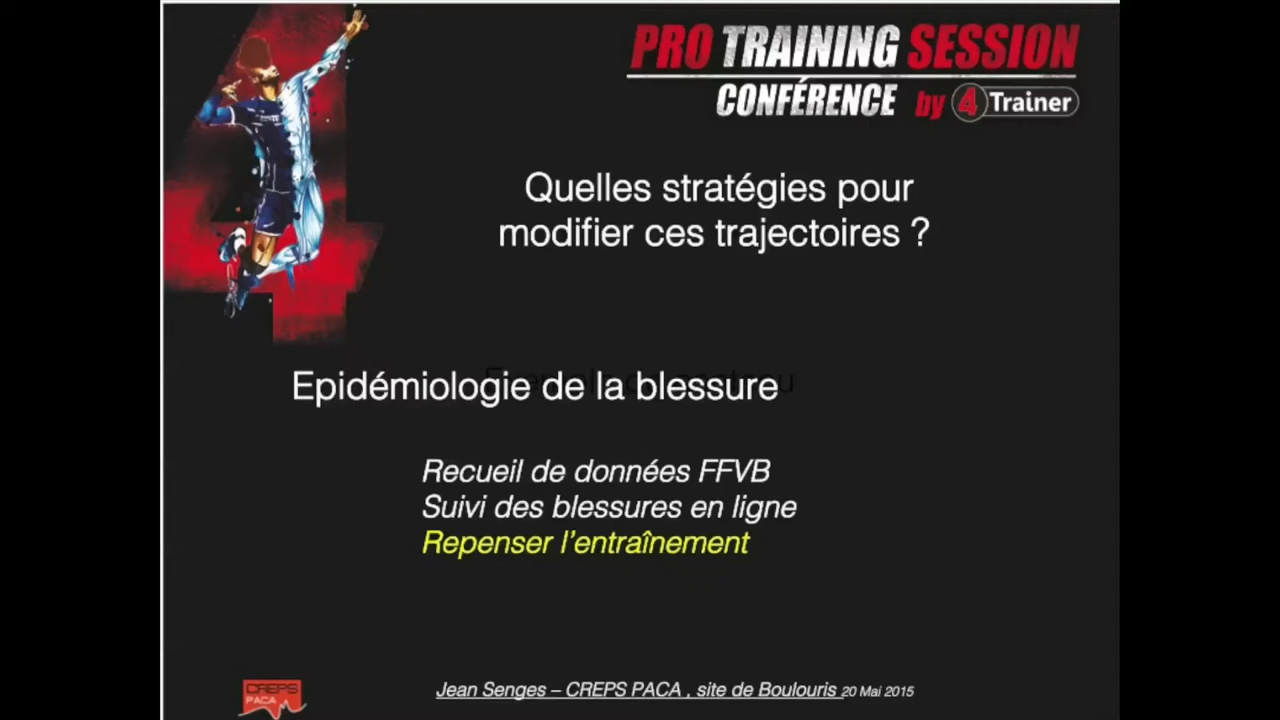 PRO TRAINING SESSION
CONFÉRENCE by 4 Trainer
Quelles stratégies pour
modifier ces trajectoires ?
Epidémiologie de la blessure
Recueil de données FFVB
Suivi des blessures en ligne
Repenser l’entraînement
CREPS
PACA
Jean Senges – CREPS PACA , site de Boulouris 20 Mai 2015